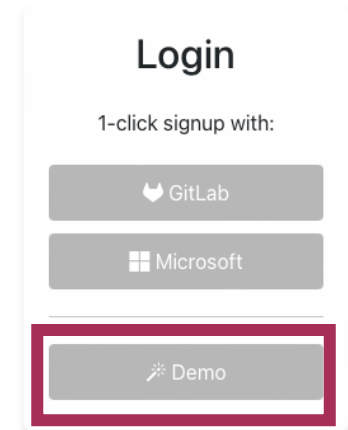 Login
1-click signup with:
GitLab
Microsoft
Demo